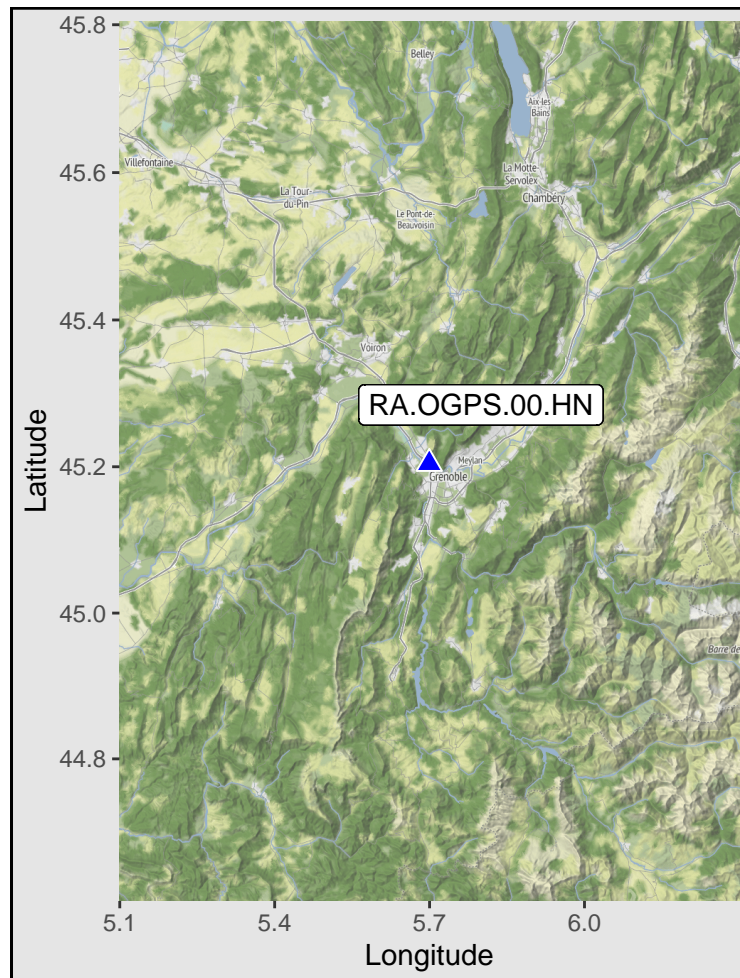 45.8
Belley
Aix-les
Bains
Villefontaine
45.6
La Motte-
Servolex
La Tour-
du-Pin
Chambéry
Le Pont-de-
Beauvoisin
45.4
Voiron
RA.OGPS.00.HN
Latitude
45.2
Meylan
Grenoble
45.0
Barre de
44.8
5.1
5.4
5.7
6.0
Longitude